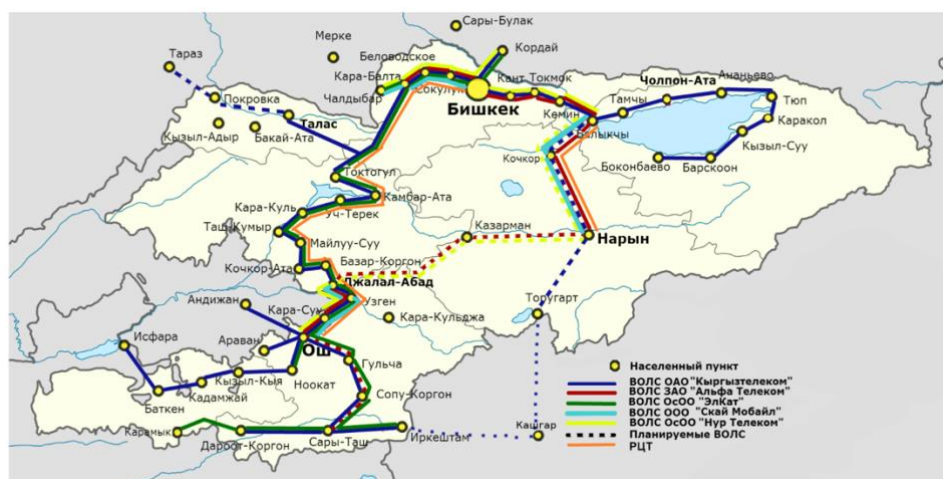 Сары-Булак
Мерке
Кордай
Тараз
Беловодское
Кара-Балта
Кант
Токмок
Чолпон-Ата
Ананьево
Чалдыбар
Сокулук
Тамчы
Тюп
Покровка
Бишкек
Талас
Кемин
Каракол
Балыкчы
Кызыл-Адыр
Бакай-Ата
Кызыл-Суу
Кочкор
Боконбаево
Барскоон
Токтогул
Камбар-Ата
Кара-Куль
Уч-Терек
Таш-Кумыр
Казарман
Нарын
Майлуу-Суу
Базар-Коргон
Кочкор-Ата
Джалал-Абад
Андижан
Узген
Торугарт
Кара-Суу
Кара-Кульджа
Исфара
Араван
Ош
Гульча
Населенный пункт
Кызыл-Кыя
Ноокат
ВОЛС ОАО "Кыргызтелеком"
Кадамжай
Сопу-Коргон
ВОЛС ЗАО "Альфа Телеком"
Баткен
ВОЛС ОсОО "ЭлКат"
ВОЛС ООО "Скай Мобайл"
Карамык
Кашгар
ВОЛС ОсОО "Нур Телеком"
Дароот-Коргон
Сары-Таш
Иркештам
Планируемые ВОЛС
РЦТ